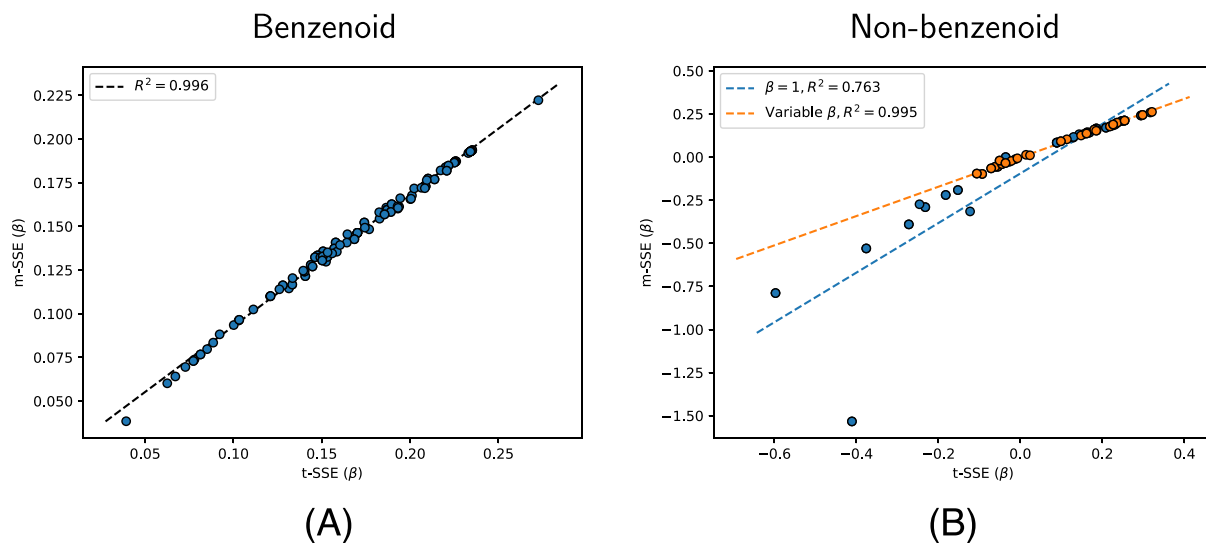 Benzenoid
R² = 0.996
0.225
0.200
0.175
0.150
0.125
0.100
0.075
0.050
m-SSE (β)
0.05 0.10 0.15 0.20 0.25
t-SSE (β)
(A)
Non-benzenoid
β = 1, R² = 0.763
Variable β, R² = 0.995
0.50
0.25
0.00
−0.25
−0.50
−0.75
−1.00
−1.25
−1.50
m-SSE (β)
−0.6 −0.4 −0.2 0.0 0.2 0.4
t-SSE (β)
(B)